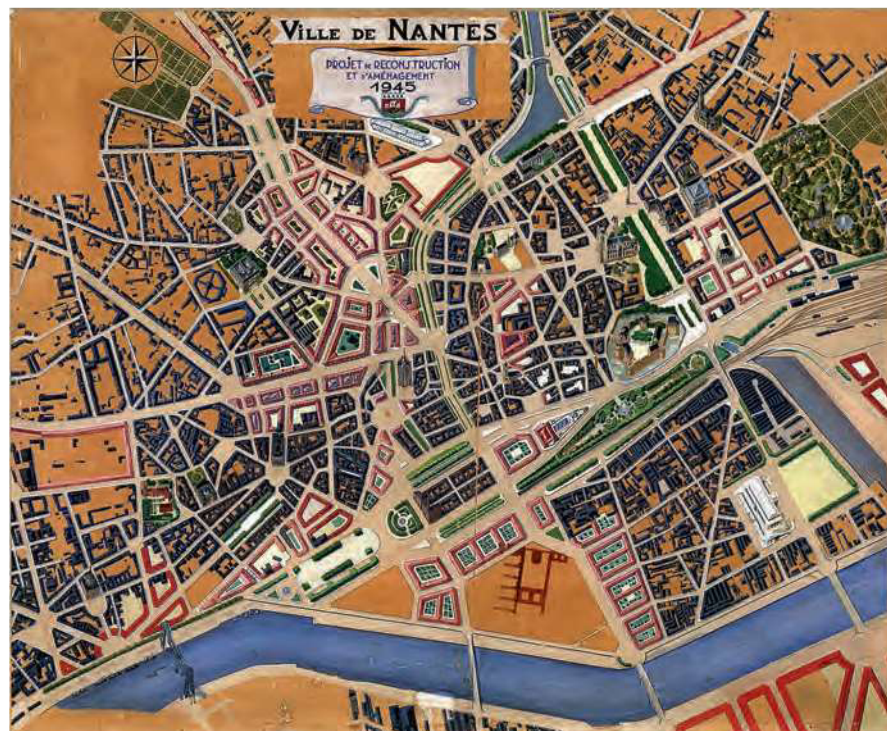 VILLE DE NANTES
PROJET DE RECONSTRUCTION
ET D'AMÉNAGEMENT
1945